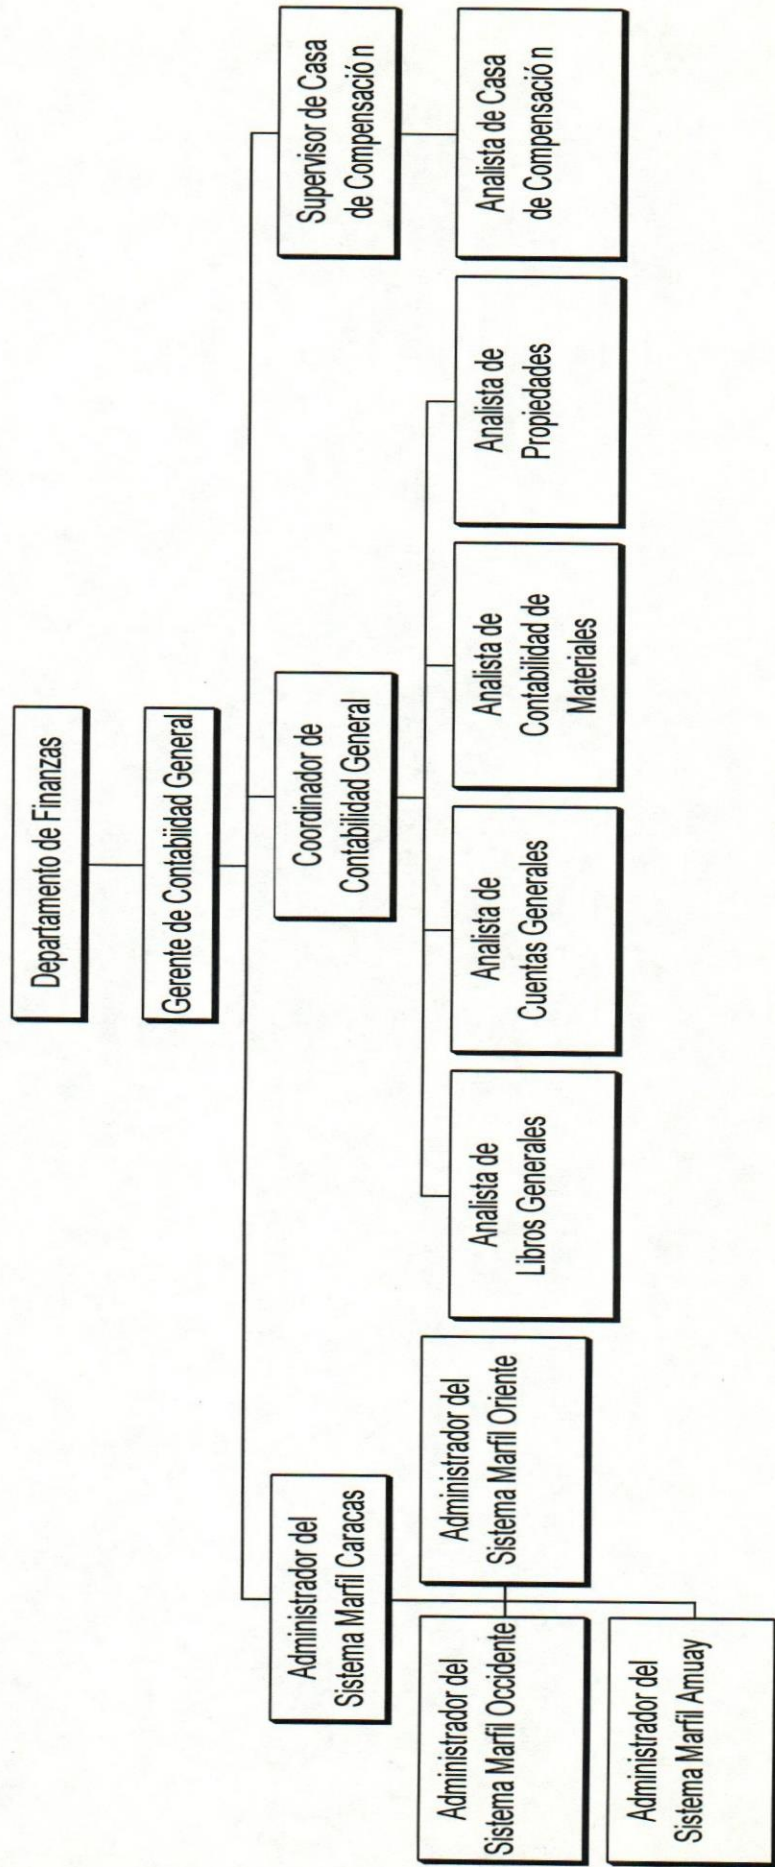 Departamento de Finanzas
Gerente de Contabiidad General
Administrador del
Sistema Marfil Caracas
Coordinador de
Contabilidad General
Supervisor de Casa
de Compensació n
Administrador del
Sistema Marfil Occidente
Administrador del
Sistema Marfil Oriente
Administrador del
Sistema Marfil Amuay
Analista de
Libros Generales
Analista de
Cuentas Generales
Analista de
Contabilidad de
Materiales
Analista de
Propiedades
Analista de Casa
de Compensació n